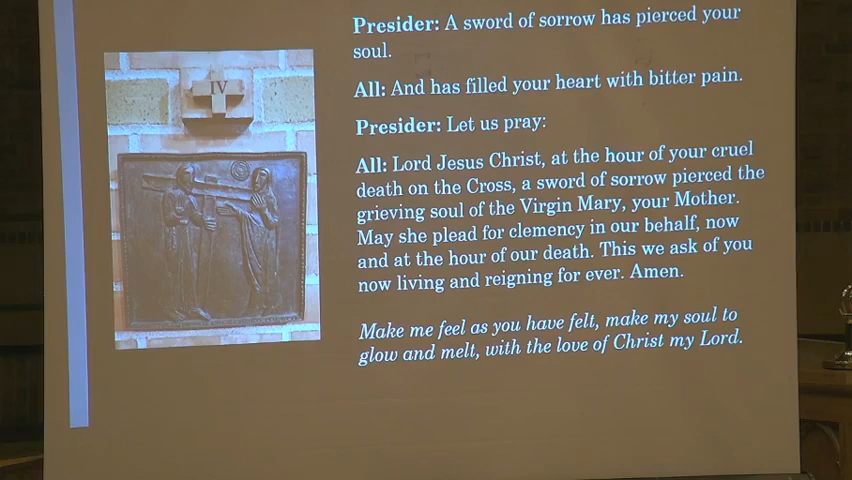 Presider: A sword of sorrow has pierced your
soul.
All: And has filled your heart with bitter pain.
Presider: Let us pray:
All: Lord Jesus Christ, at the hour of your cruel
death on the Cross, a sword of sorrow pierced the
grieving soul of the Virgin Mary, your Mother.
May she plead for clemency in our behalf, now
and at the hour of our death. This we ask of you
now living and reigning for ever. Amen.
Make me feel as you have felt, make my soul to
glow and melt, with the love of Christ my Lord.
IV